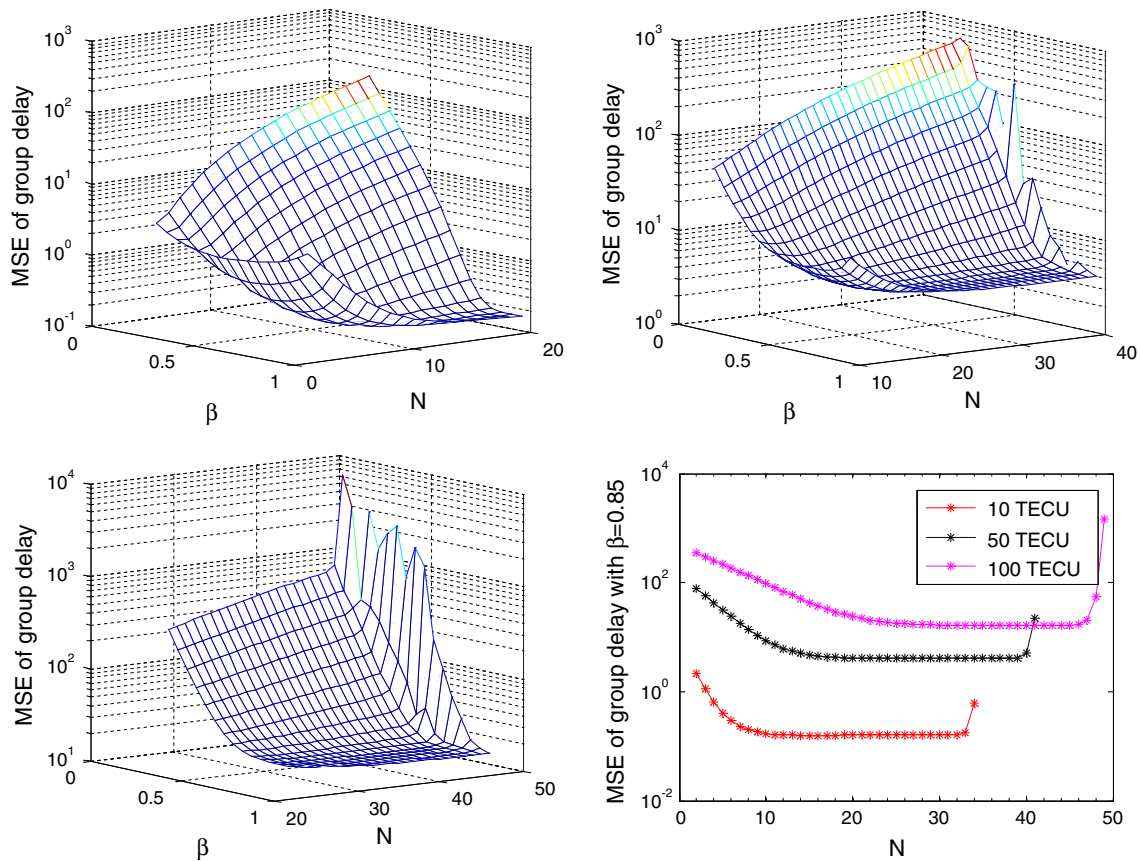 MSE of group delay
10³
10²
10¹
10⁰
10⁻¹
0
0.5
1
β
0
10
20
N
MSE of group delay
10³
10²
10¹
10⁰
0
0.5
1
β
10
20
30
40
N
MSE of group delay
10⁴
10³
10²
10¹
0
0.5
1
β
20
30
40
50
N
MSE of group delay with β=0.85
10⁴
10²
10⁰
10⁻²
10 TECU
50 TECU
100 TECU
0 10 20 30 40 50
N